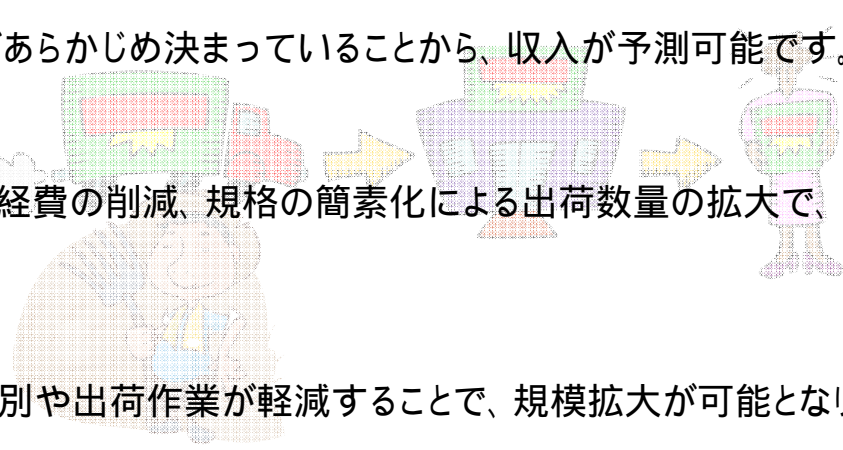 があらかじめ決まっていることから、収入が予測可能です。
経費の削減、規格の簡素化による出荷数量の拡大で、
別や出荷作業が軽減することで、規模拡大が可能となり